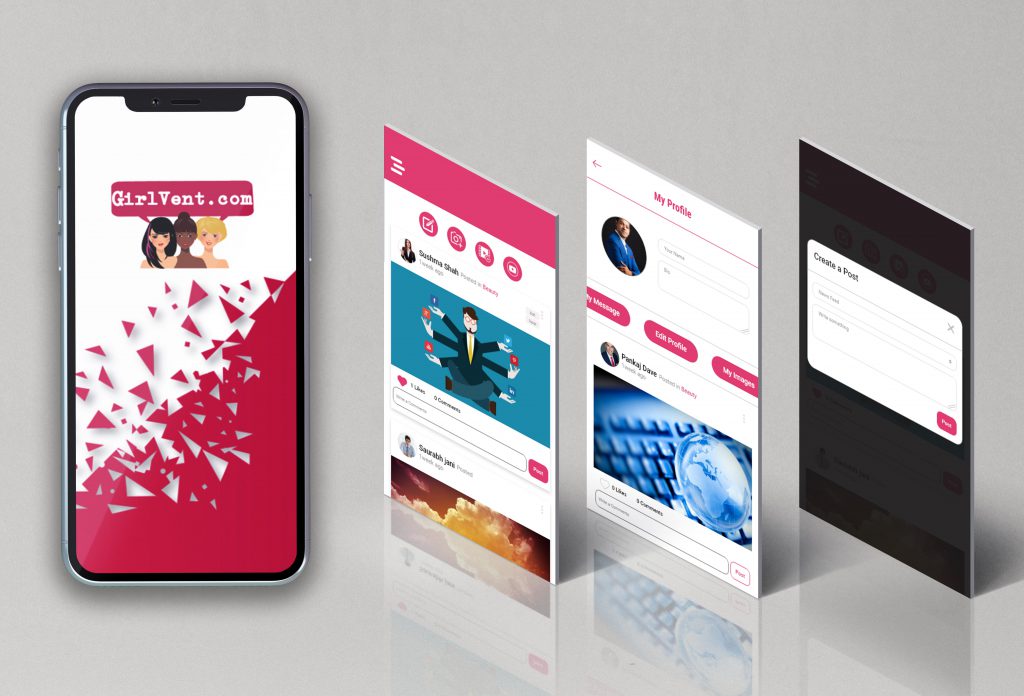 GirlVent.com
Sushma Shah Posted in Beauty
1 week ago
Edit
Delete
1 Likes 0 Comments
Write a Comments
Post
Saurabh jani Posted
1 week ago
My Profile
Your Name
Bio
My Message
Edit Profile
My Images
Pankaj Dave Posted in Beauty
1 week ago
0 Likes 0 Comments
Write a Comments
Post
Create a Post
News Feed
Write something
Post